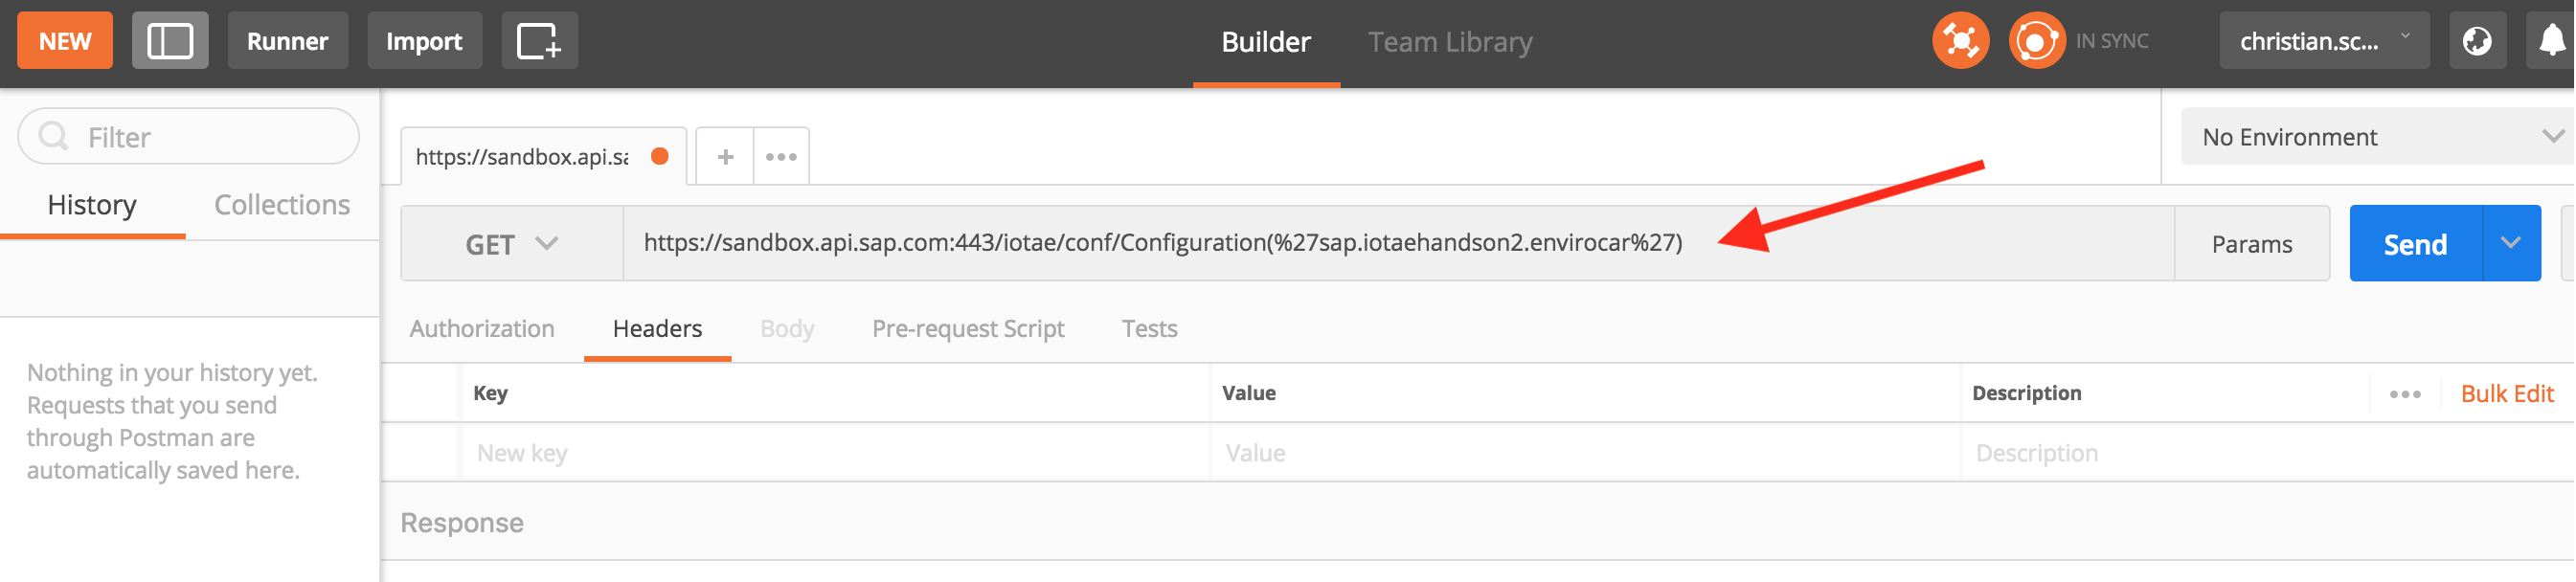 NEW
Runner
Import
Builder
Team Library
IN SYNC
christian.sc...
Filter
https://sandbox.api.sa
+
No Environment
History
Collections
GET
https://sandbox.api.sap.com:443/iotae/conf/Configuration(%27sap.iotaehandson2.envirocar%27)
Params
Send
Authorization
Headers
Body
Pre-request Script
Tests
Nothing in your history yet.
Requests that you send
through Postman are
automatically saved here.
Key
Value
Description
Bulk Edit
New key
Value
Description
Response